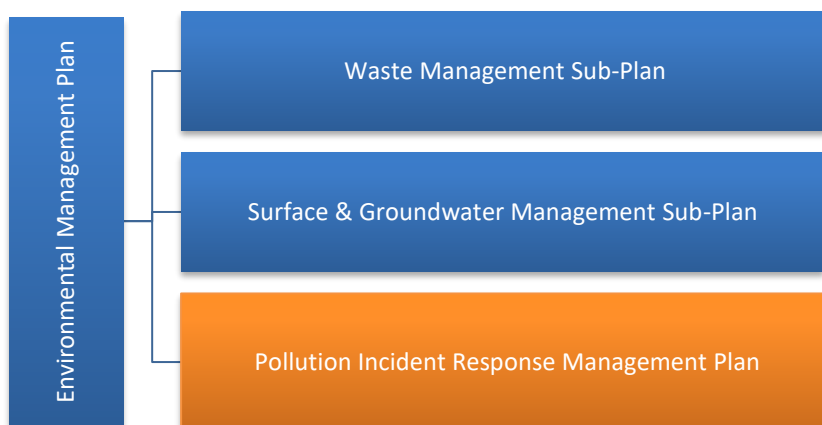 Environmental Management Plan
Waste Management Sub-Plan
Surface & Groundwater Management Sub-Plan
Pollution Incident Response Management Plan